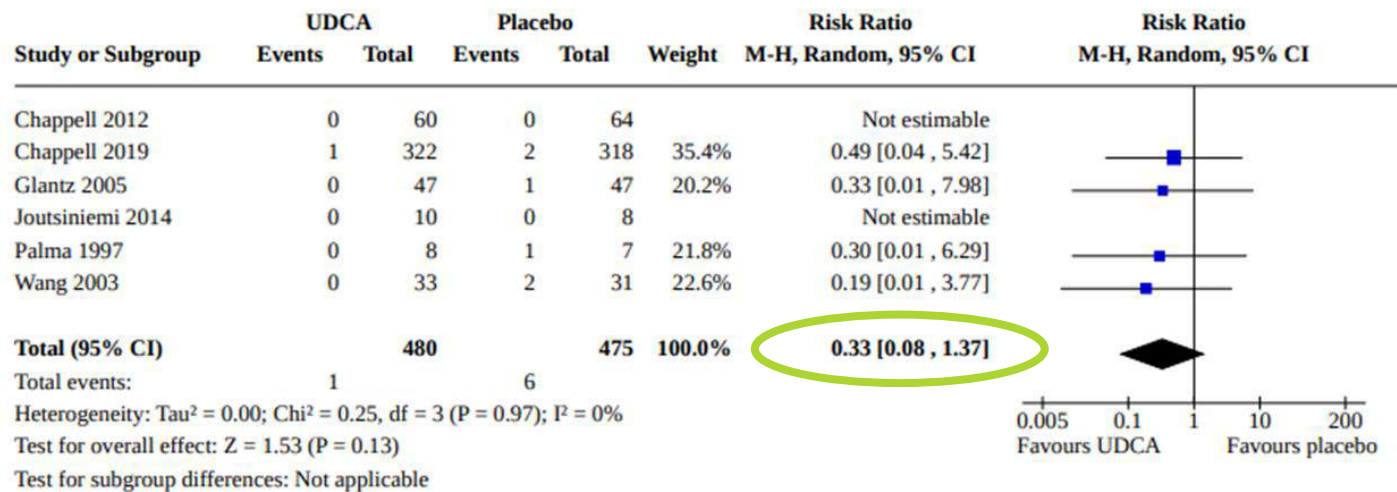 UDCA Placebo Risk Ratio Risk Ratio
Study or Subgroup Events Total Events Total Weight M-H, Random, 95% CI M-H, Random, 95% CI
Chappell 2012 0 60 0 64 Not estimable
Chappell 2019 1 322 2 318 35.4% 0.49 [0.04 , 5.42]
Glantz 2005 0 47 1 47 20.2% 0.33 [0.01 , 7.98]
Joutsiniemi 2014 0 10 0 8 Not estimable
Palma 1997 0 8 1 7 21.8% 0.30 [0.01 , 6.29]
Wang 2003 0 33 2 31 22.6% 0.19 [0.01 , 3.77]
Total (95% CI) 480 475 100.0% 0.33 [0.08 , 1.37]
Total events: 1 6
Heterogeneity: Tau² = 0.00; Chi² = 0.25, df = 3 (P = 0.97); I² = 0%
0.005 0.1 1 10 200
Test for overall effect: Z = 1.53 (P = 0.13)
Favours UDCA Favours placebo
Test for subgroup differences: Not applicable